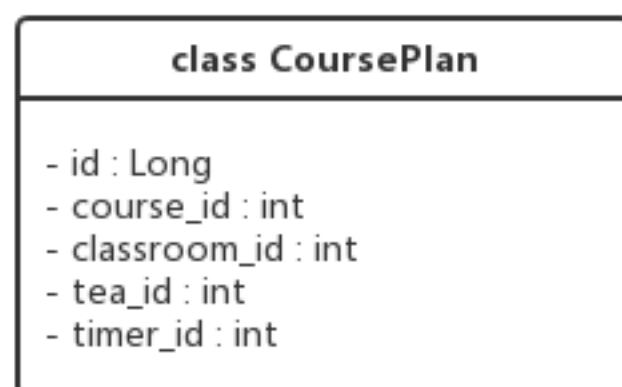 class CoursePlan
- id : Long
- course_id : int
- classroom_id : int
- tea_id : int
- timer_id : int